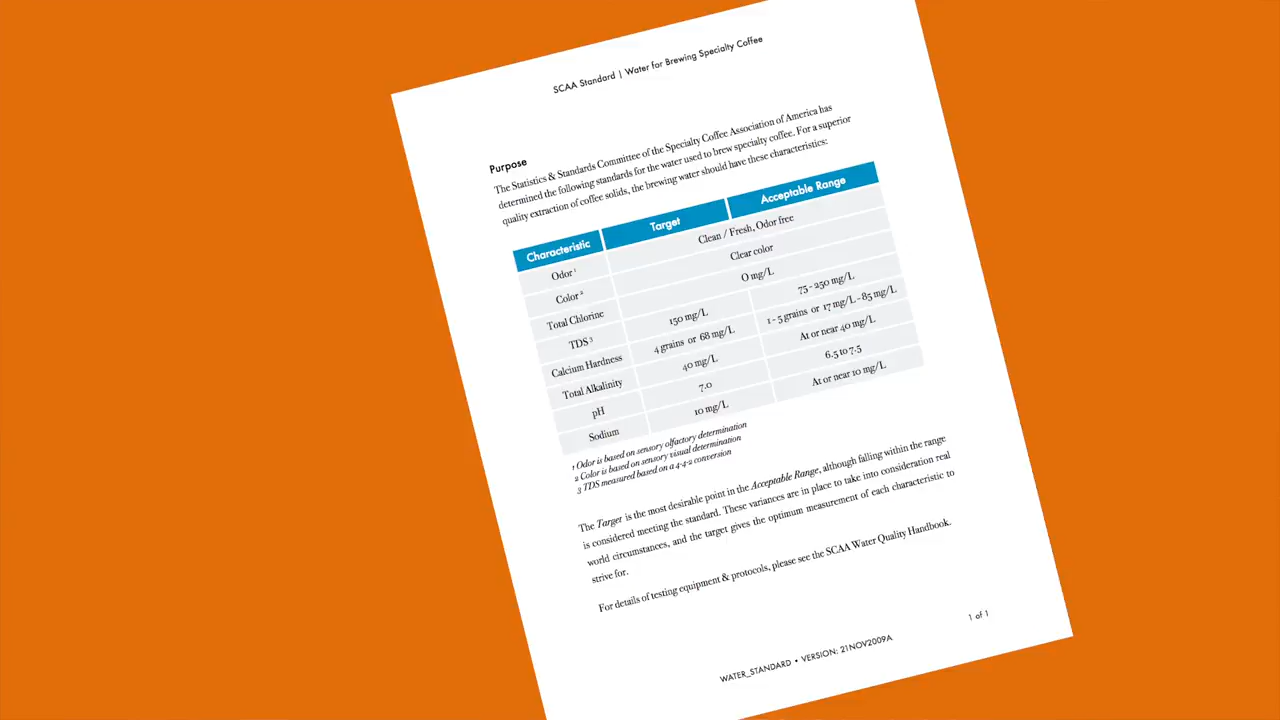 SCAA Standard | Water for Brewing Specialty Coffee
Purpose
The Statistics & Standards Committee of the Specialty Coffee Association of America has
determined the following standards for the water used to brew specialty coffee. For a superior
quality extraction of coffee solids, the brewing water should have these characteristics:
Characteristic Target Acceptable Range
Odor ¹ Clean / Fresh, Odor free
Color ² Clear color
Total Chlorine 0 mg/L
TDS ³ 150 mg/L 75 - 250 mg/L
Calcium Hardness 4 grains or 68 mg/L 1 - 5 grains or 17 mg/L - 85 mg/L
Total Alkalinity 40 mg/L At or near 40 mg/L
pH 7.0 6.5 to 7.5
Sodium 10 mg/L At or near 10 mg/L
1 Odor is based on sensory olfactory determination
2 Color is based on sensory visual determination
3 TDS measured based on a 4-4-2 conversion
The Target is the most desirable point in the Acceptable Range, although falling within the range
is considered meeting the standard. These variances are in place to take into consideration real
world circumstances, and the target gives the optimum measurement of each characteristic to
strive for.
For details of testing equipment & protocols, please see the SCAA Water Quality Handbook.
WATER_STANDARD • VERSION: 21NOV2009A
1 of 1